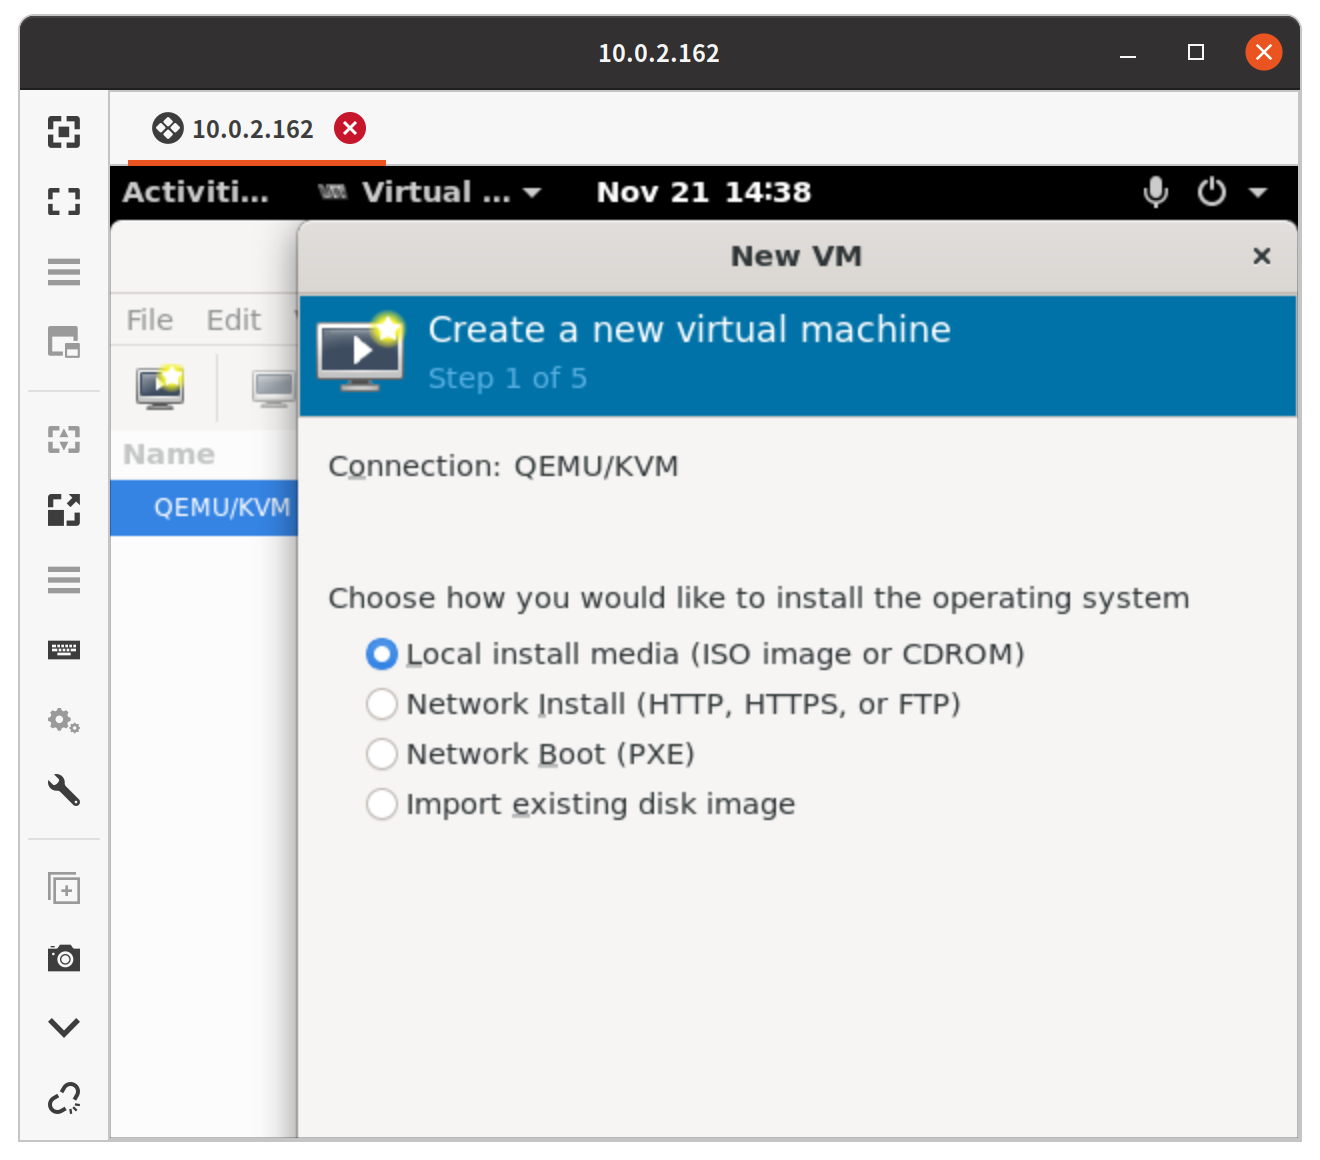 10.0.2.162
10.0.2.162
Activiti... Virtual ... Nov 21 14:38
New VM
File Edit
Create a new virtual machine
Step 1 of 5
Name
Connection: QEMU/KVM
QEMU/KVM
Choose how you would like to install the operating system
Local install media (ISO image or CDROM)
Network Install (HTTP, HTTPS, or FTP)
Network Boot (PXE)
Import existing disk image